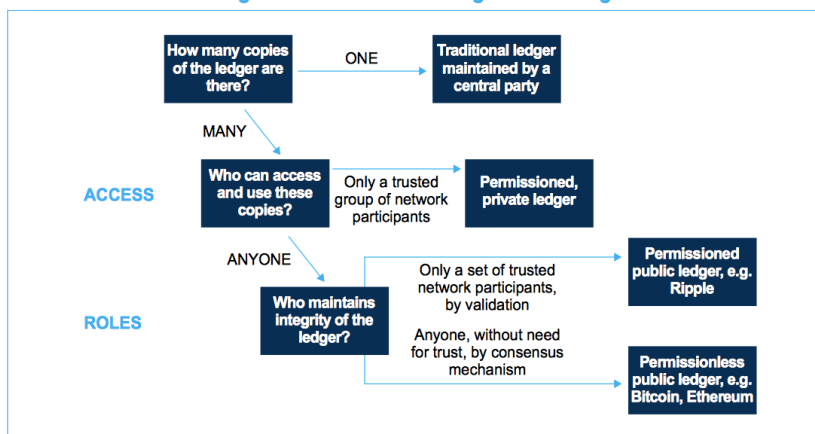 How many copies
of the ledger are
there?
ONE
Traditional ledger
maintained by a
central party
MANY
ACCESS
Who can access
and use these
copies?
Only a trusted
group of network
participants
Permissioned,
private ledger
ANYONE
ROLES
Who maintains
integrity of the
ledger?
Only a set of trusted
network participants,
by validation
Permissioned
public ledger, e.g.
Ripple
Anyone, without need
for trust, by consensus
mechanism
Permissionless
public ledger, e.g.
Bitcoin, Ethereum